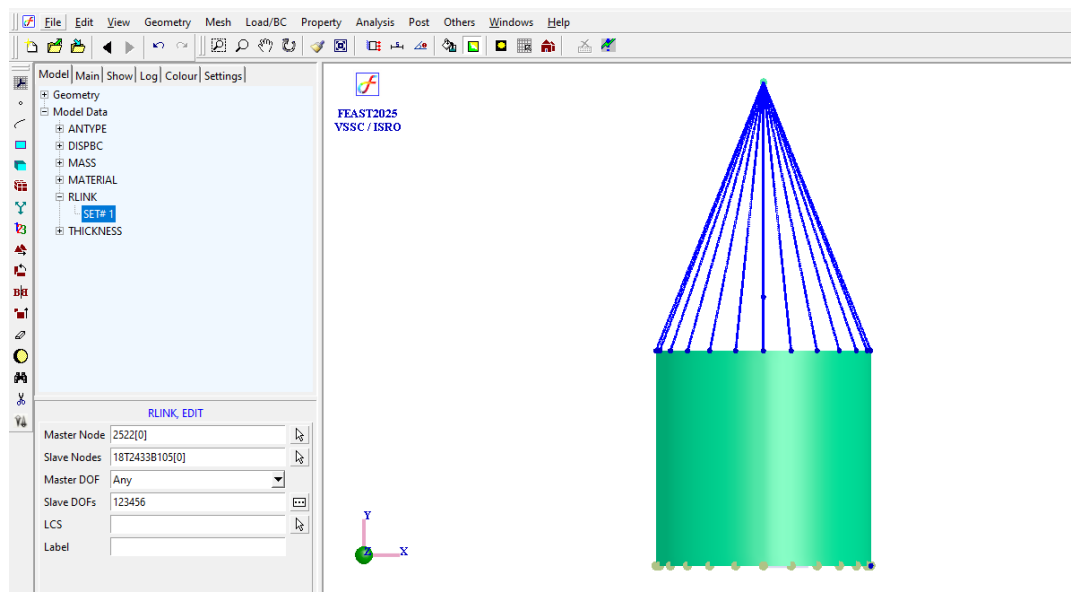 File Edit View Geometry Mesh Load/BC Property Analysis Post Others Windows Help
Model Main Show Log Colour Settings
Geometry
Model Data
ANTYPE
DISPBC
MASS
MATERIAL
RLINK
SET# 1
THICKNESS
RLINK, EDIT
Master Node 2522[0]
Slave Nodes 18T2433B105[0]
Master DOF Any
Slave DOFs 123456
LCS
Label
FEAST2025
VSSC / ISRO
Y
Z X